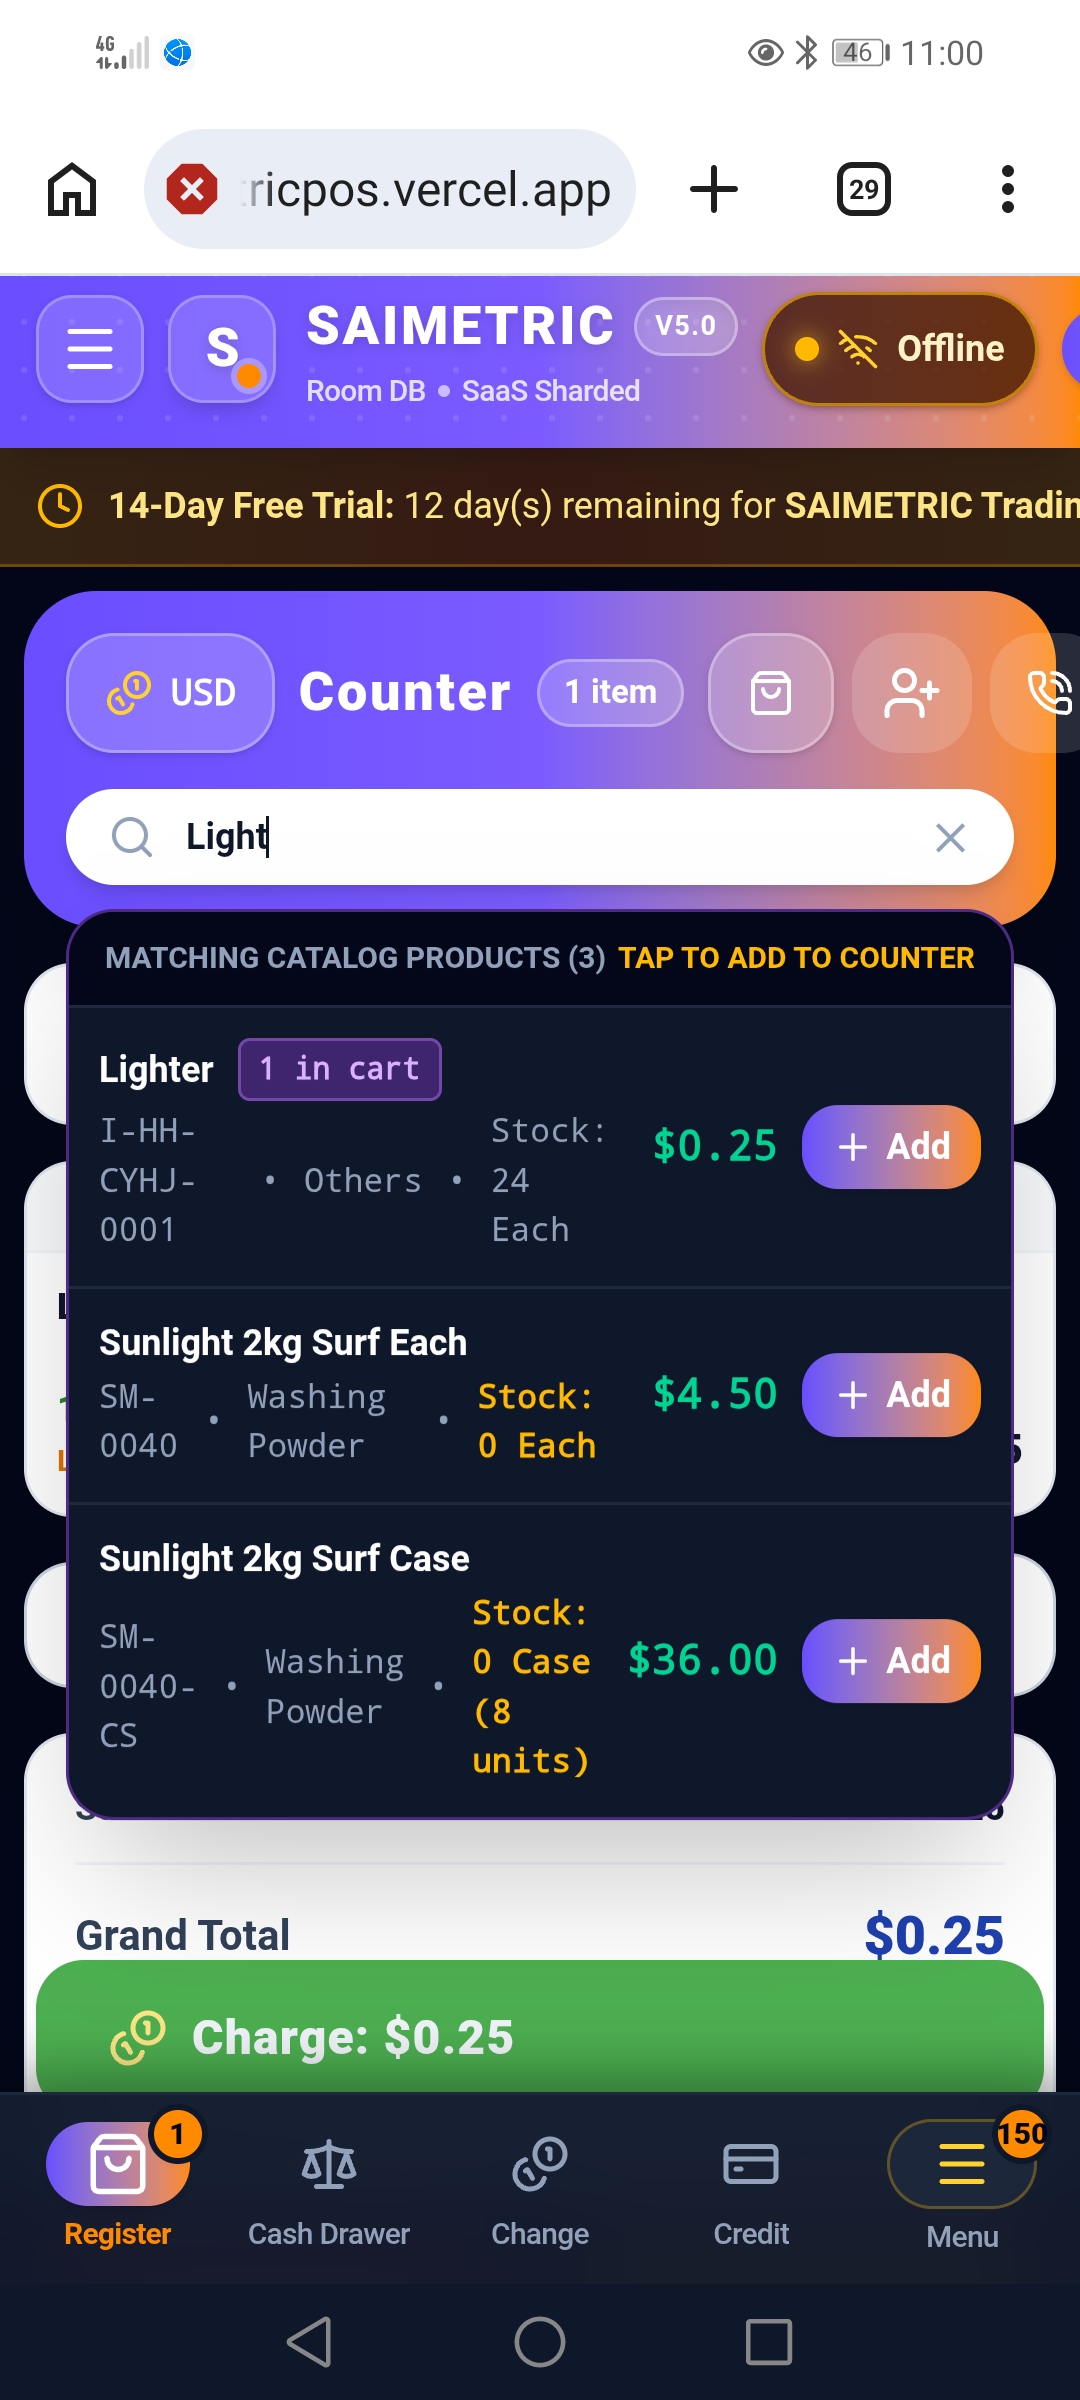 4G
46
11:00
ricpos.vercel.app
29
S
SAIMETRIC
V5.0
Room DB • SaaS Sharded
Offline
14-Day Free Trial: 12 day(s) remaining for SAIMETRIC Tradin
USD
Counter
1 item
Light
MATCHING CATALOG PRODUCTS (3) TAP TO ADD TO COUNTER
Lighter
1 in cart
I-HH-
CYHJ-
0001
• Others •
Stock:
24
Each
$0.25
+ Add
Sunlight 2kg Surf Each
SM-
0040
•
Washing
Powder
•
Stock:
0 Each
$4.50
+ Add
Sunlight 2kg Surf Case
SM-
0040-
CS
•
Washing
Powder
•
Stock:
0 Case
(8
units)
$36.00
+ Add
Grand Total
$0.25
Charge: $0.25
1
150
Register
Cash Drawer
Change
Credit
Menu